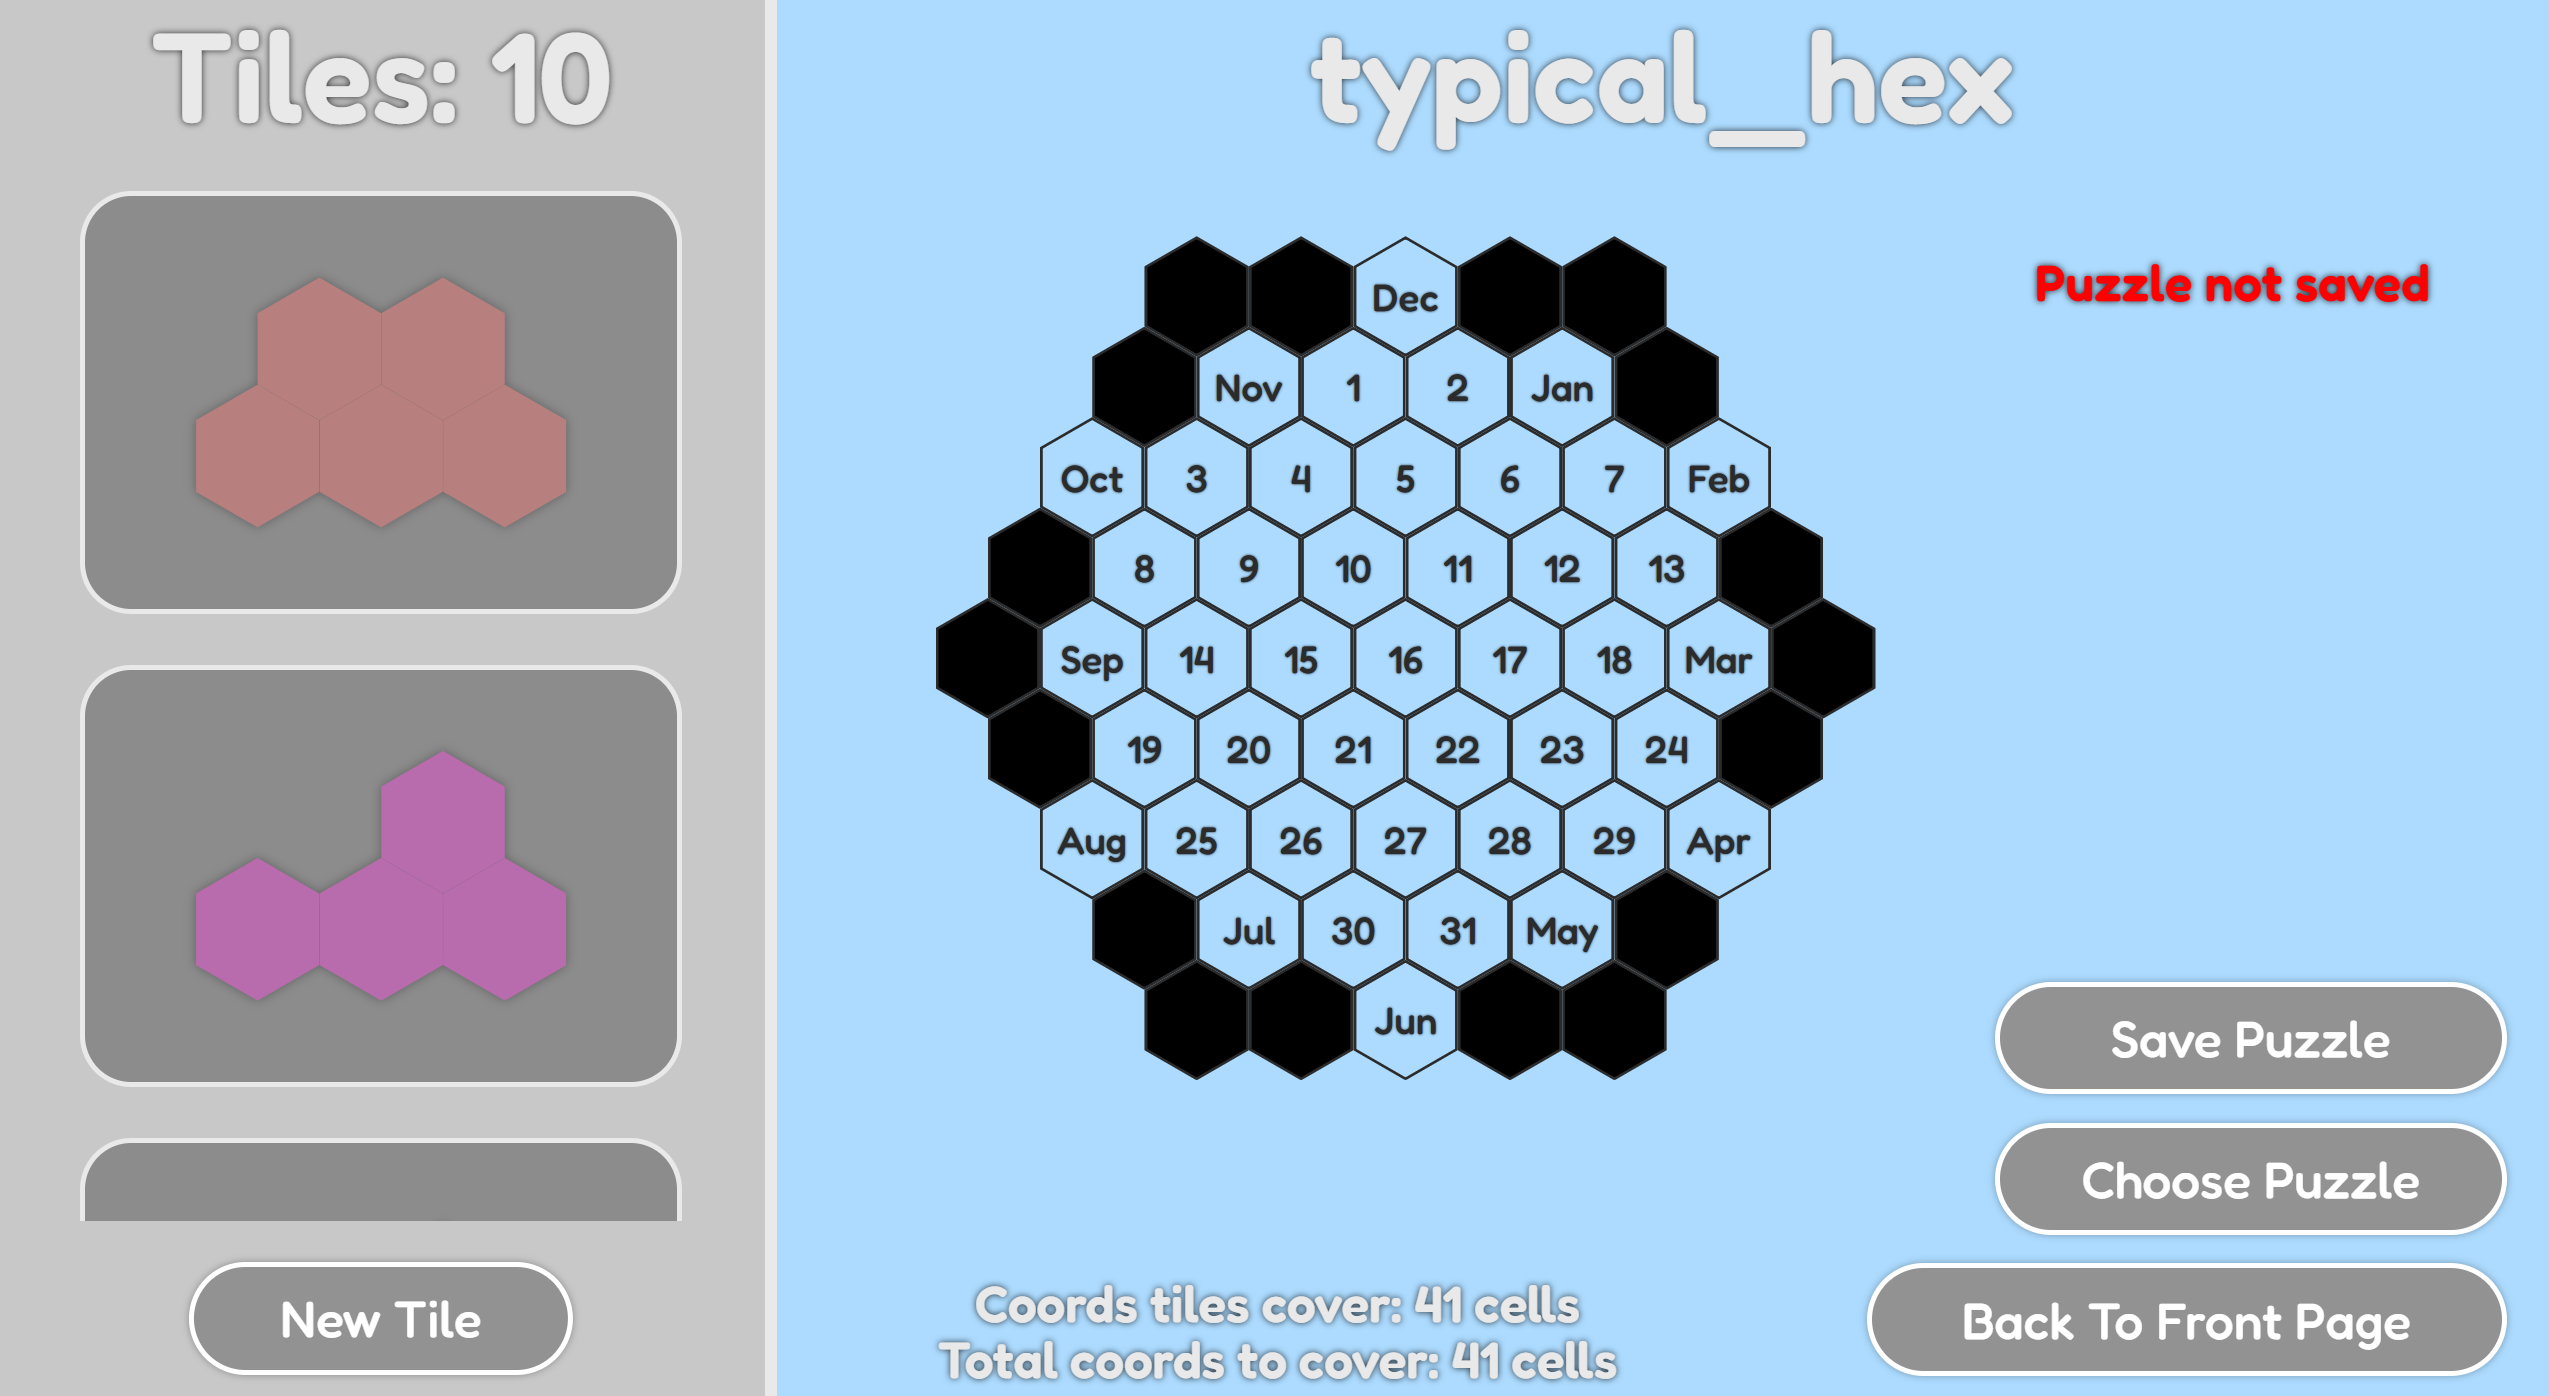 Tiles: 10
New Tile
typical_hex
Puzzle not saved
Dec
Nov 1 2 Jan
Oct 3 4 5 6 7 Feb
8 9 10 11 12 13
Sep 14 15 16 17 18 Mar
19 20 21 22 23 24
Aug 25 26 27 28 29 Apr
Jul 30 31 May
Jun
Save Puzzle
Choose Puzzle
Back To Front Page
Coords tiles cover: 41 cells
Total coords to cover: 41 cells